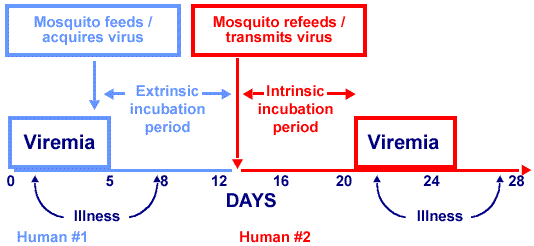 Mosquito feeds /
acquires virus
Mosquito refeeds /
transmits virus
Extrinsic
incubation
period
Intrinsic
incubation
period
Viremia
Viremia
0 5 8 12 16 20 24 28
DAYS
Illness
Illness
Human #1
Human #2